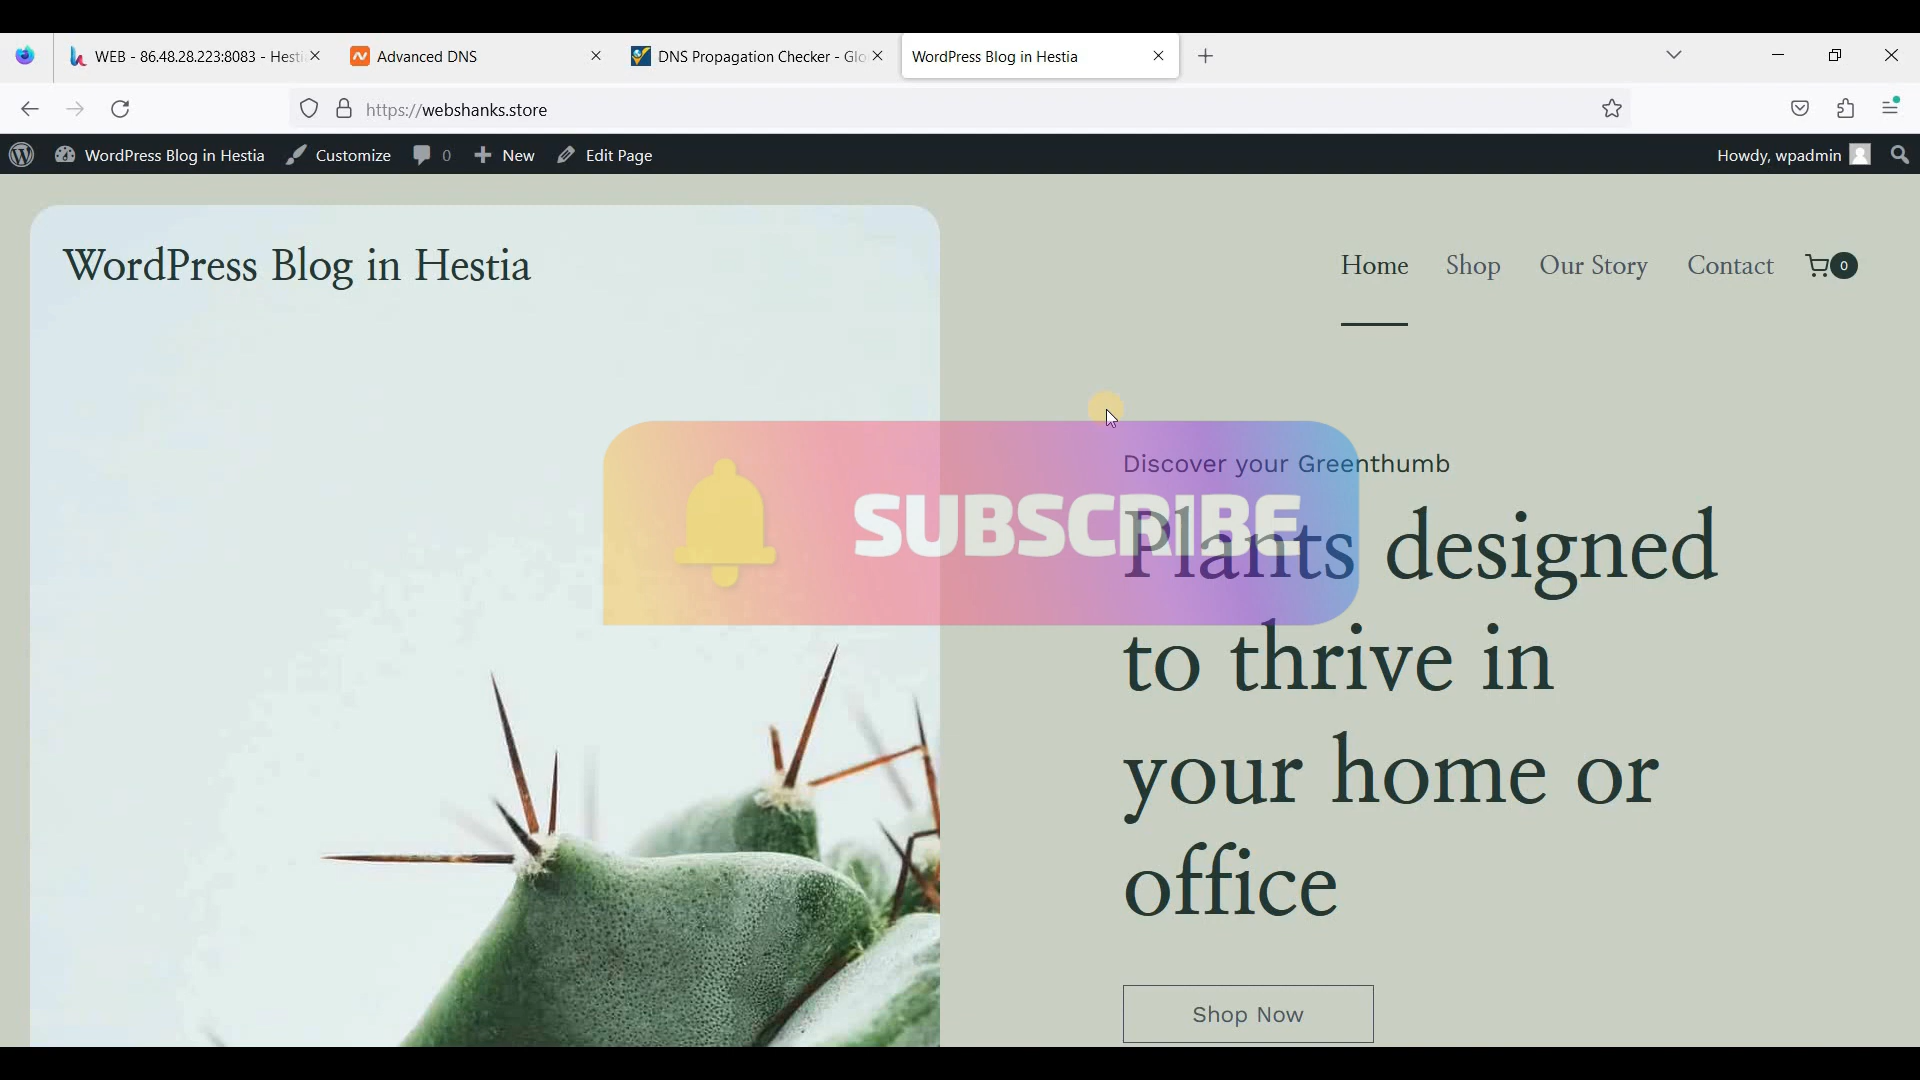 WEB - 86.48.28.223:8083 - Hesti
Advanced DNS
DNS Propagation Checker - Glo
WordPress Blog in Hestia
https://webshanks.store
WordPress Blog in Hestia
Customize
0
New
Edit Page
Howdy, wpadmin
WordPress Blog in Hestia
Home
Shop
Our Story
Contact
0
Discover your Greenthumb
SUBSCRIBE
Plants designed
to thrive in
your home or
office
Shop Now